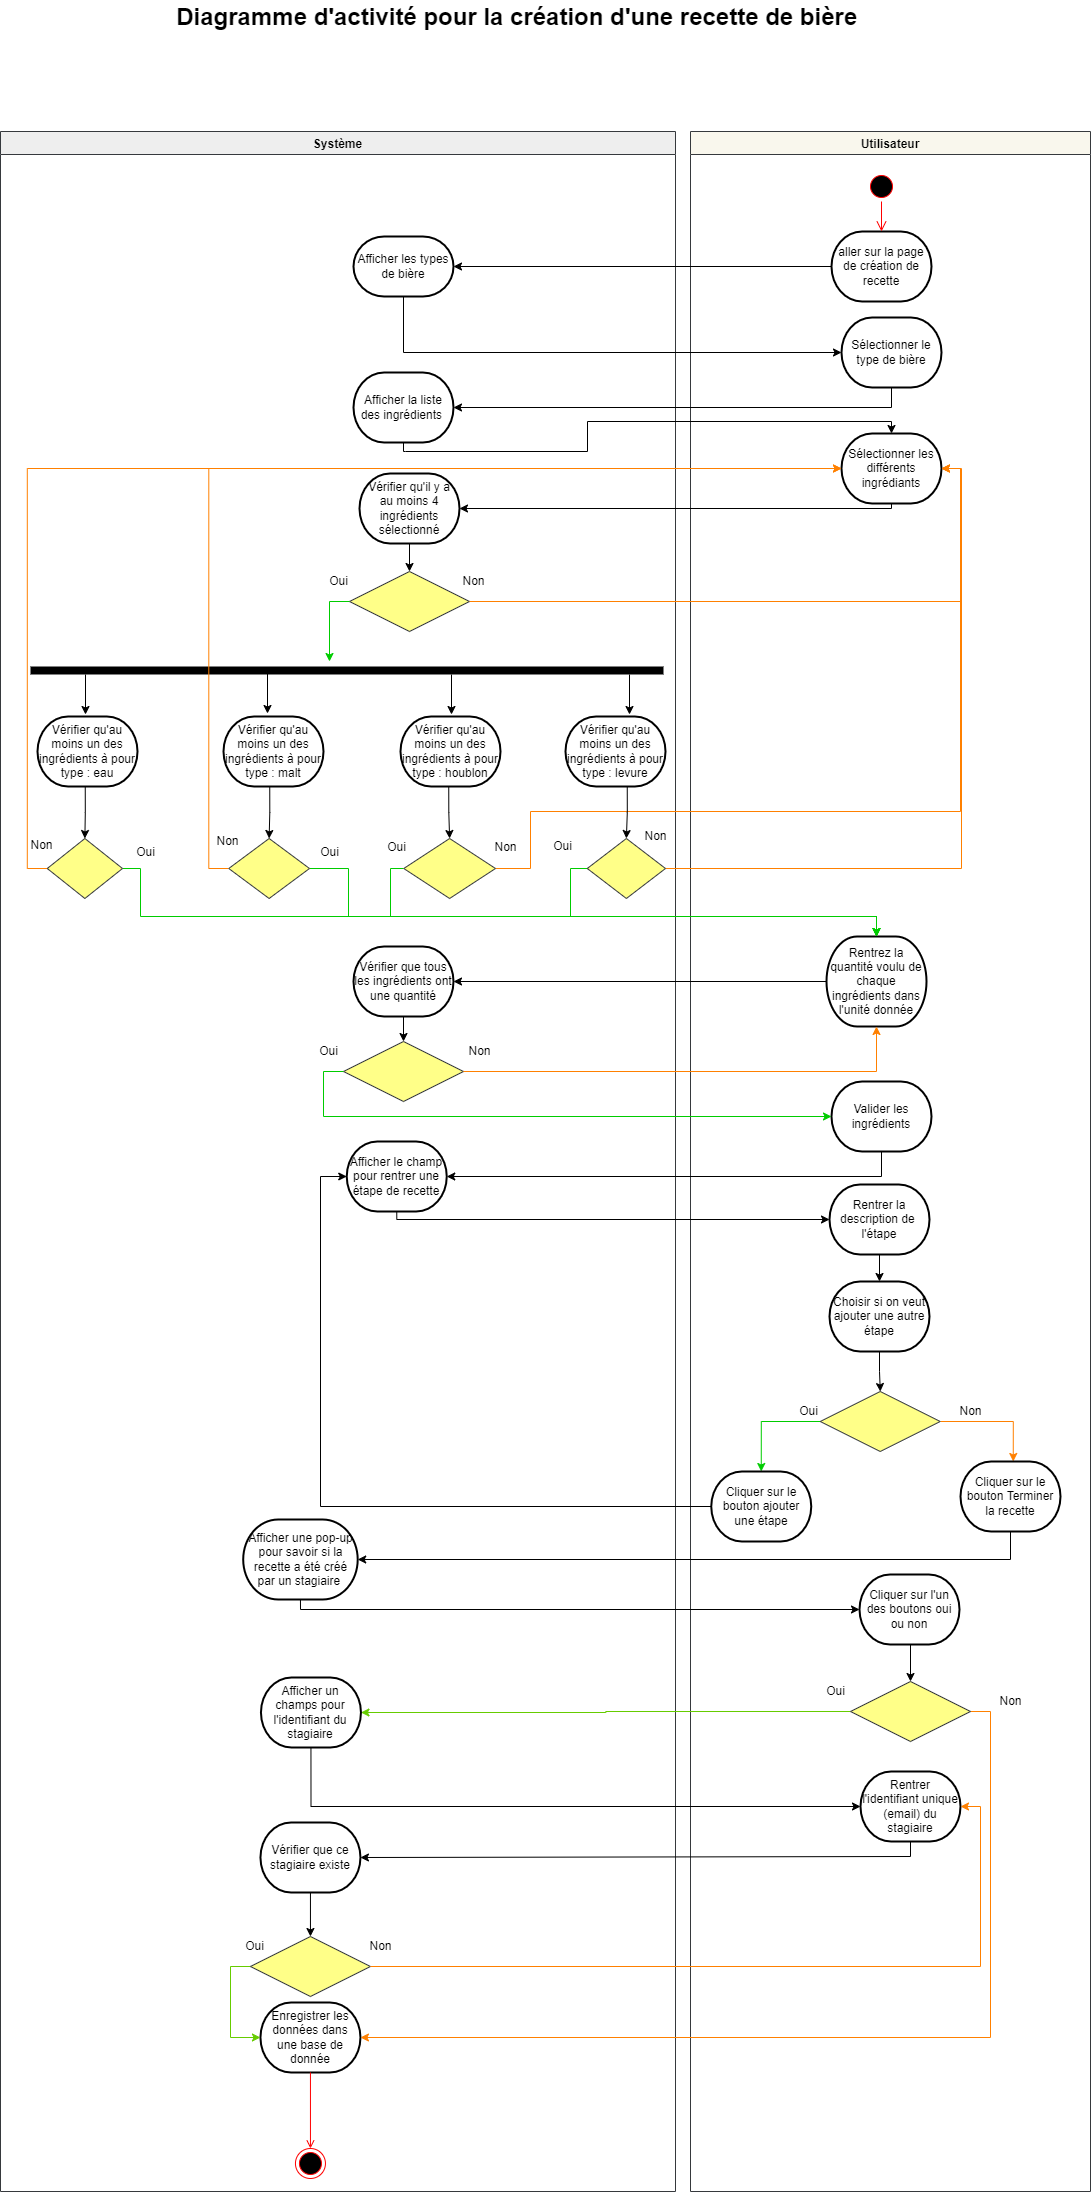 Diagramme d'activité pour la création d'une recette de bière
Système
Utilisateur
aller sur la page
de création de
recette
Afficher les types
de bière
Sélectionner le
type de bière
Afficher la liste
des ingrédients
Sélectionner les
différents
ingrédiants
Vérifier qu'il y a
au moins 4
ingrédients
sélectionné
Oui
Non
Vérifier qu'au
moins un des
ingrédients à pour
type : eau
Vérifier qu'au
moins un des
ingrédients à pour
type : malt
Vérifier qu'au
moins un des
ingrédients à pour
type : houblon
Vérifier qu'au
moins un des
ingrédients à pour
type : levure
Non
Oui
Non
Oui
Oui
Non
Oui
Non
Rentrez la
quantité voulu de
chaque
ingrédients dans
l'unité donnée
Vérifier que tous
les ingrédients ont
une quantité
Oui
Non
Valider les
ingrédients
Afficher le champ
pour rentrer une
étape de recette
Rentrer la
description de
l'étape
Choisir si on veut
ajouter une autre
étape
Oui
Non
Cliquer sur le
bouton ajouter
une étape
Cliquer sur le
bouton Terminer
la recette
Afficher une pop-up
pour savoir si la
recette a été créé
par un stagiaire
Cliquer sur l'un
des boutons oui
ou non
Oui
Non
Afficher un
champs pour
l'identifiant du
stagiaire
Rentrer
l'identifiant unique
(email) du
stagiaire
Vérifier que ce
stagiaire existe
Oui
Non
Enregistrer les
données dans
une base de
donnée